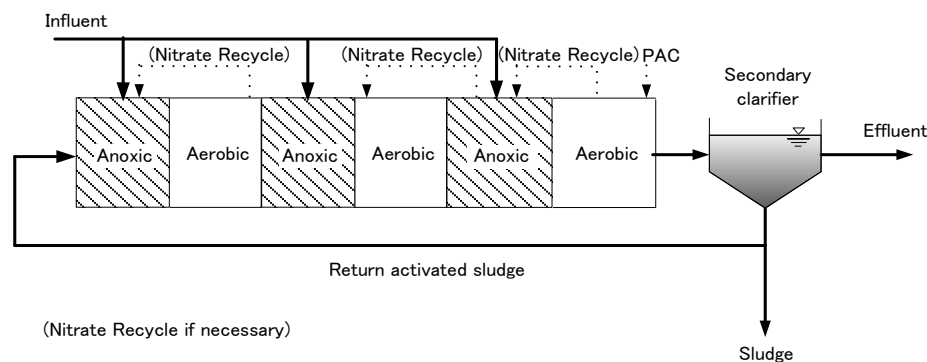 Influent
(Nitrate Recycle)
(Nitrate Recycle)
(Nitrate Recycle)
PAC
Secondary
clarifier
Effluent
Anoxic
Aerobic
Anoxic
Aerobic
Anoxic
Aerobic
Return activated sludge
(Nitrate Recycle if necessary)
Sludge